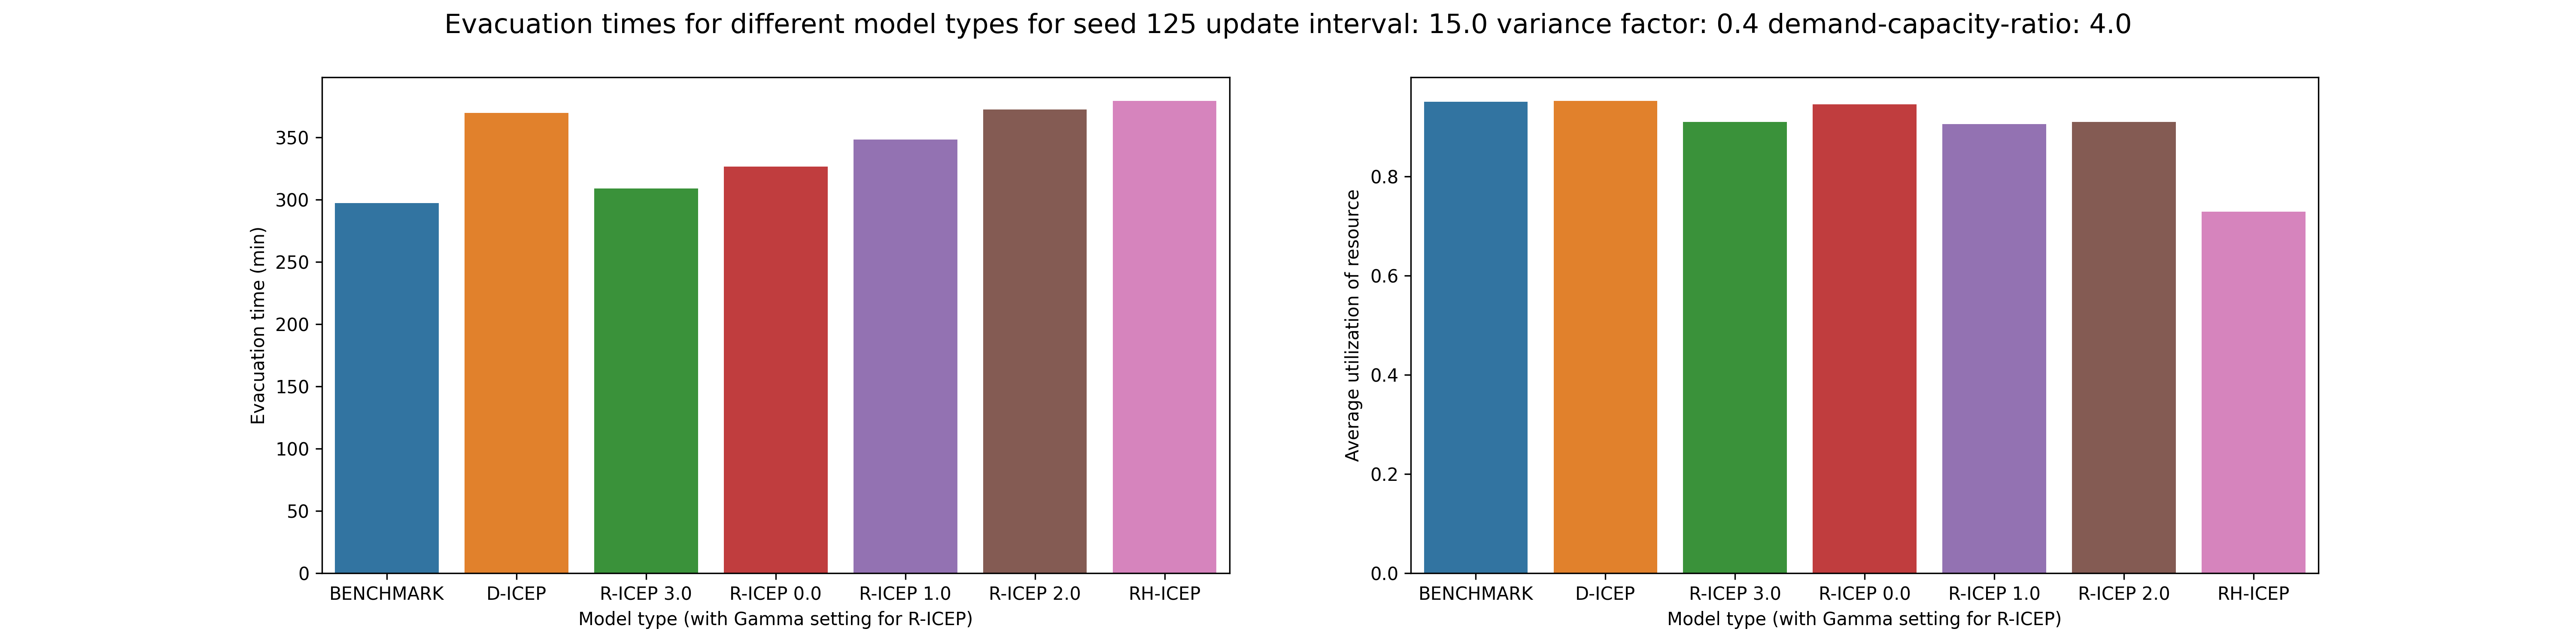 Evacuation times for different model types for seed 125 update interval: 15.0 variance factor: 0.4 demand-capacity-ratio: 4.0
Evacuation time (min)
350
300
250
200
150
100
50
0
BENCHMARK D-ICEP R-ICEP 3.0 R-ICEP 0.0 R-ICEP 1.0 R-ICEP 2.0 RH-ICEP
Model type (with Gamma setting for R-ICEP)
Average utilization of resource
0.8
0.6
0.4
0.2
0.0
BENCHMARK D-ICEP R-ICEP 3.0 R-ICEP 0.0 R-ICEP 1.0 R-ICEP 2.0 RH-ICEP
Model type (with Gamma setting for R-ICEP)